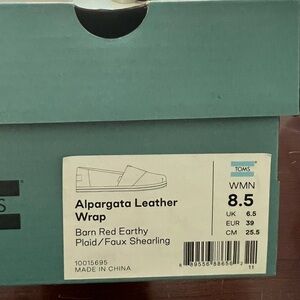 TOMS
WMN
8.5
UK 6.5
EUR 39
CM 25.5
Alpargata Leather
Wrap
Barn Red Earthy
Plaid/Faux Shearling
10015695
MADE IN CHINA
11